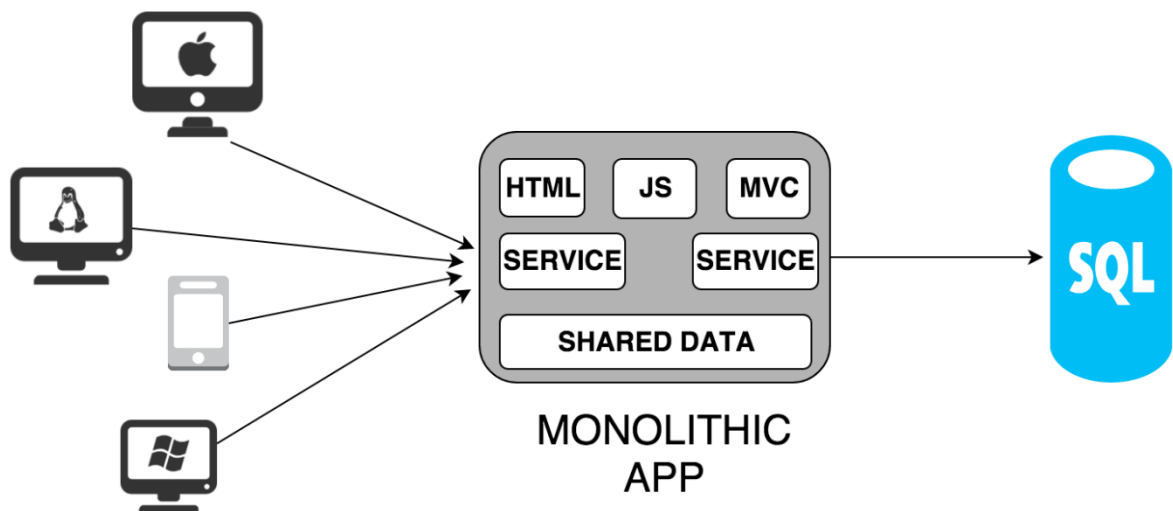 HTML JS MVC
SERVICE SERVICE
SHARED DATA
SQL
MONOLITHIC
APP